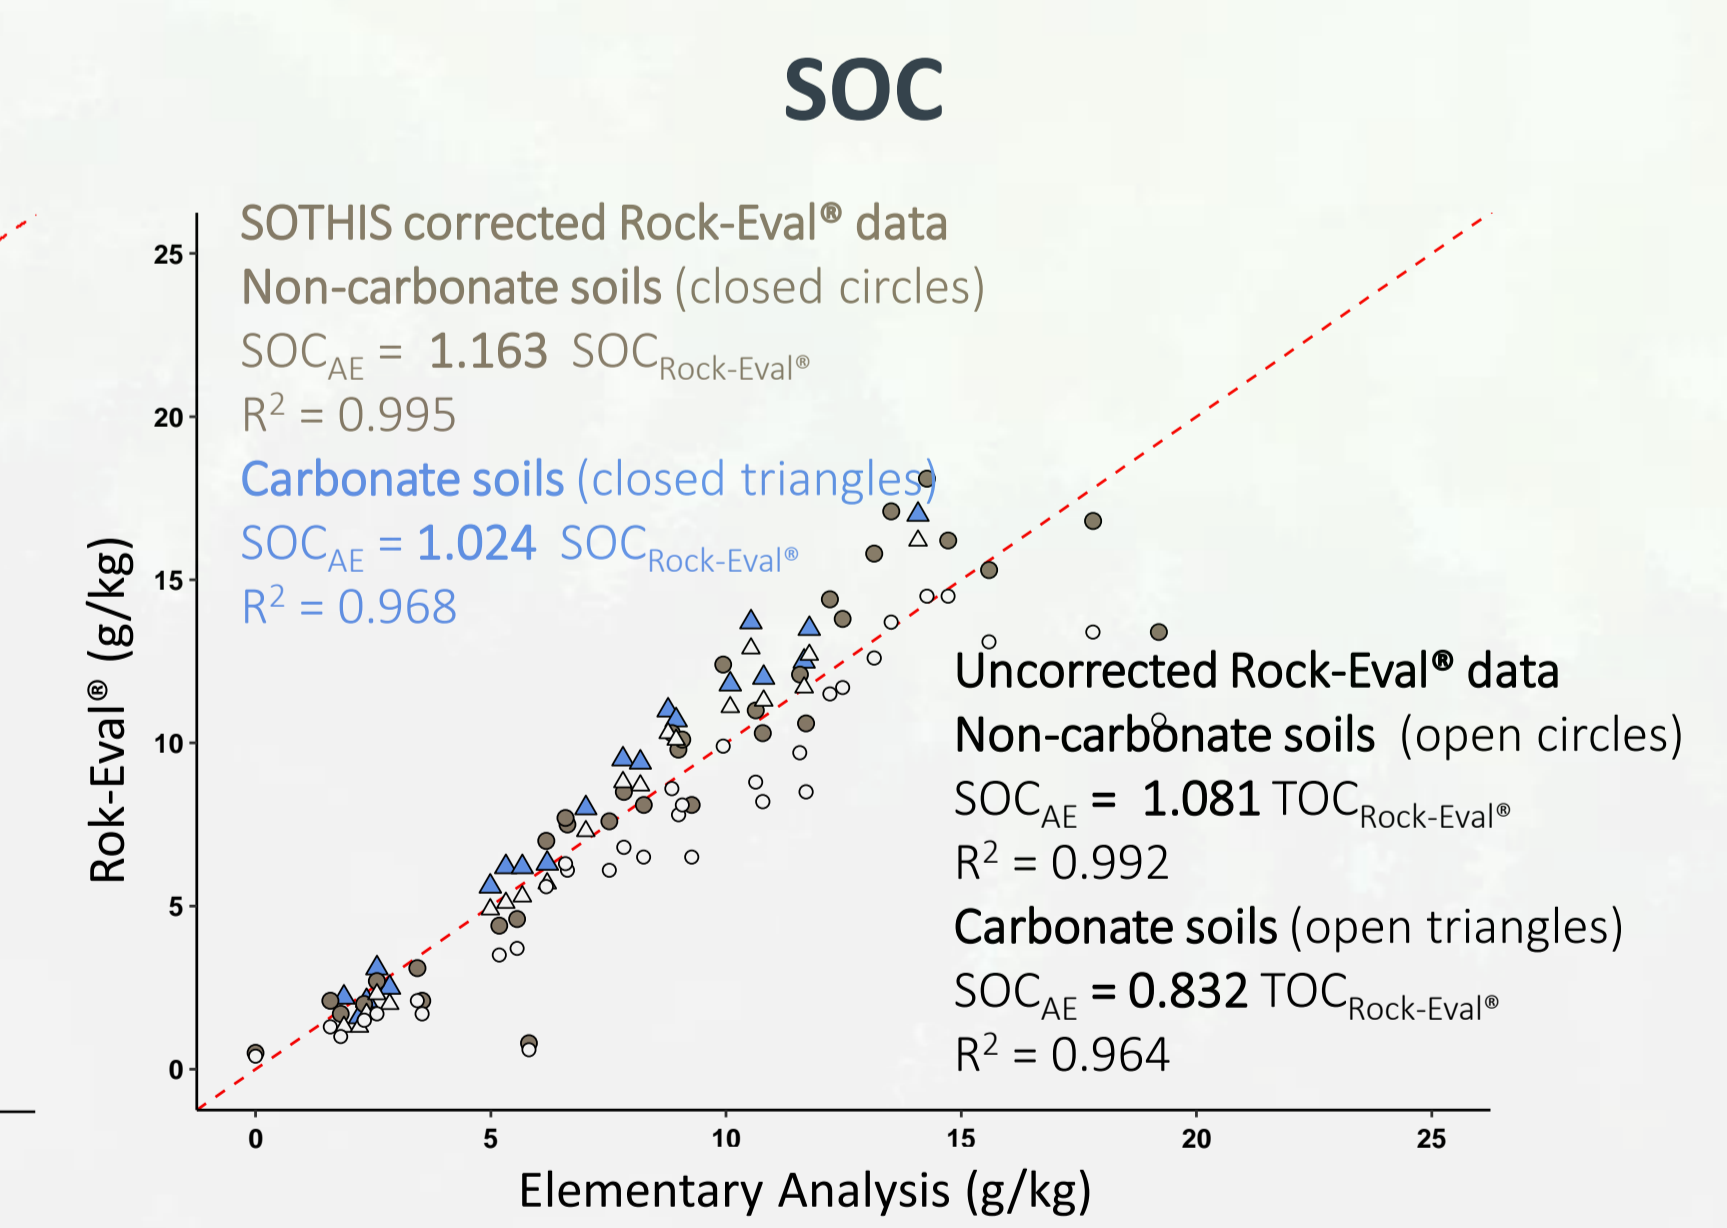 SOC
SOTHIS corrected Rock-Eval® data
Non-carbonate soils (closed circles)
SOC_AE = 1.163 SOC_Rock-Eval®
R² = 0.995
Carbonate soils (closed triangles)
SOC_AE = 1.024 SOC_Rock-Eval®
R² = 0.968
Uncorrected Rock-Eval® data
Non-carbonate soils (open circles)
SOC_AE = 1.081 TOC_Rock-Eval®
R² = 0.992
Carbonate soils (open triangles)
SOC_AE = 0.832 TOC_Rock-Eval®
R² = 0.964
Rok-Eval® (g/kg)
25
20
15
10
5
0
0 5 10 15 20 25
Elementary Analysis (g/kg)